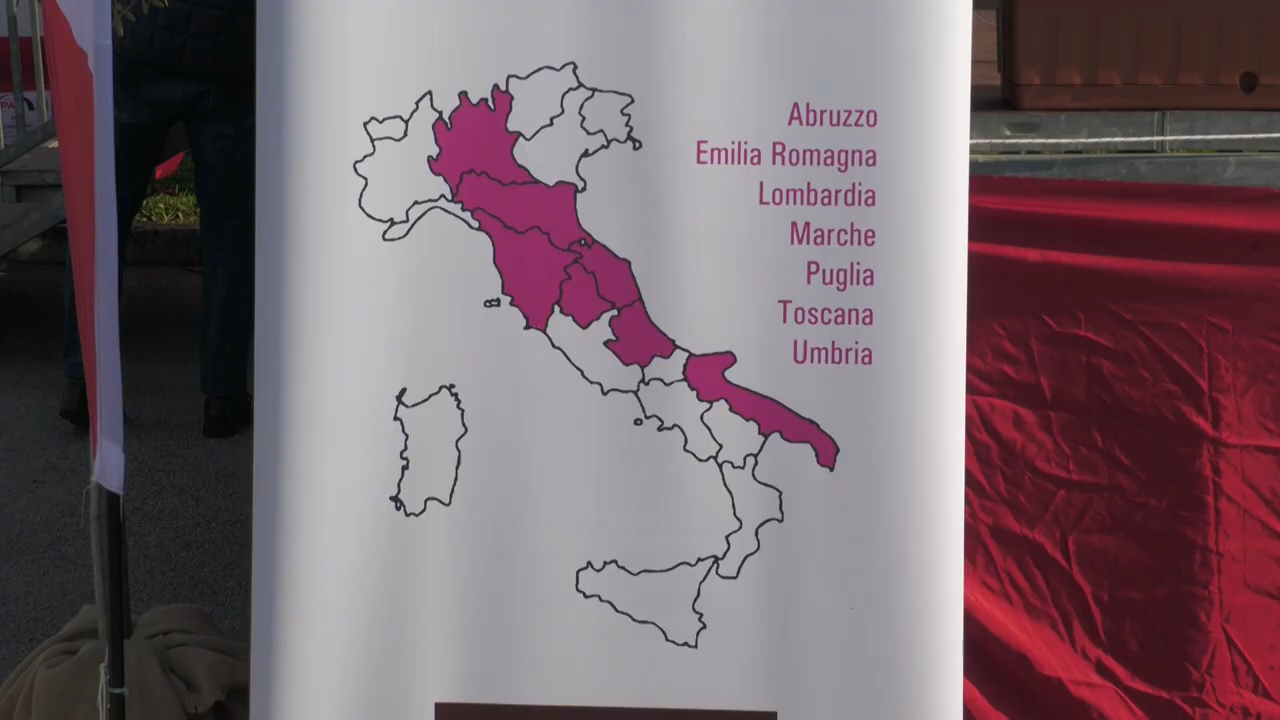 Abruzzo
Emilia Romagna
Lombardia
Marche
Puglia
Toscana
Umbria